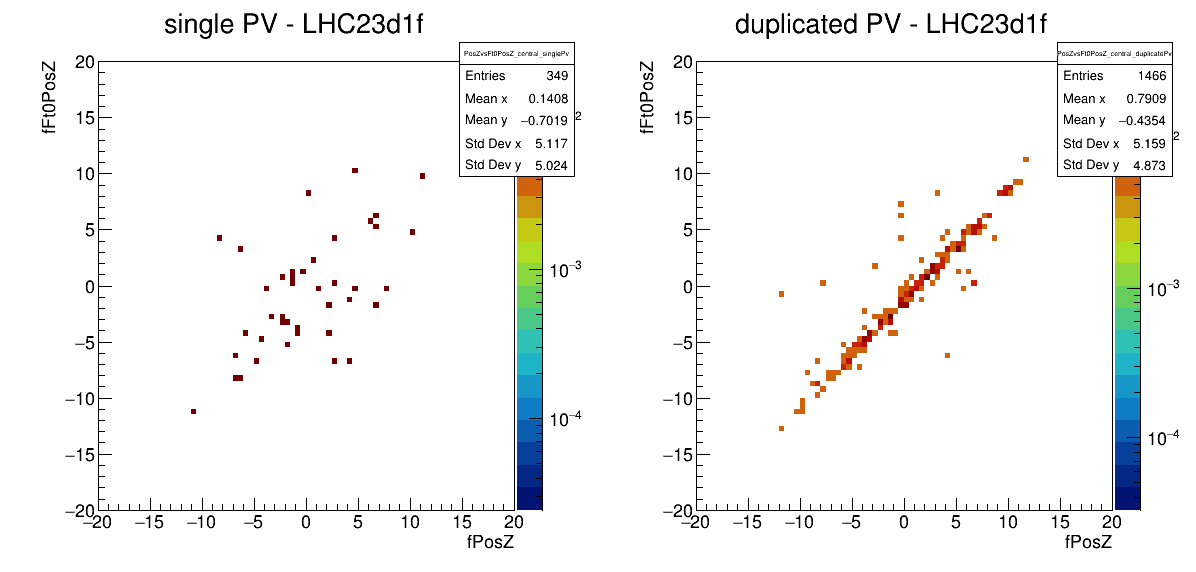 single PV - LHC23d1f
PosZvsFt0PosZ_central_singlePv
Entries 349
Mean x 0.1408
Mean y −0.7019
Std Dev x 5.117
Std Dev y 5.024
fFt0PosZ
20
15
10
5
0
−5
−10
−15
−20
−20 −15 −10 −5 0 5 10 15 20
fPosZ
2
10−3
10−4
duplicated PV - LHC23d1f
PosZvsFt0PosZ_central_duplicatePv
Entries 1466
Mean x 0.7909
Mean y −0.4354
Std Dev x 5.159
Std Dev y 4.873
fFt0PosZ
20
15
10
5
0
−5
−10
−15
−20
−20 −15 −10 −5 0 5 10 15 20
fPosZ
2
10−3
10−4